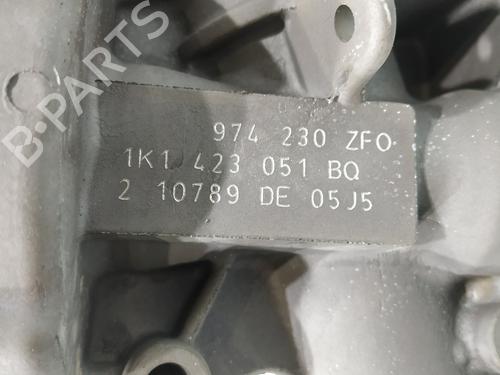 B-PARTS
974 230 ZFO
1K1 423 051 BQ
2 10789 DE 05J5